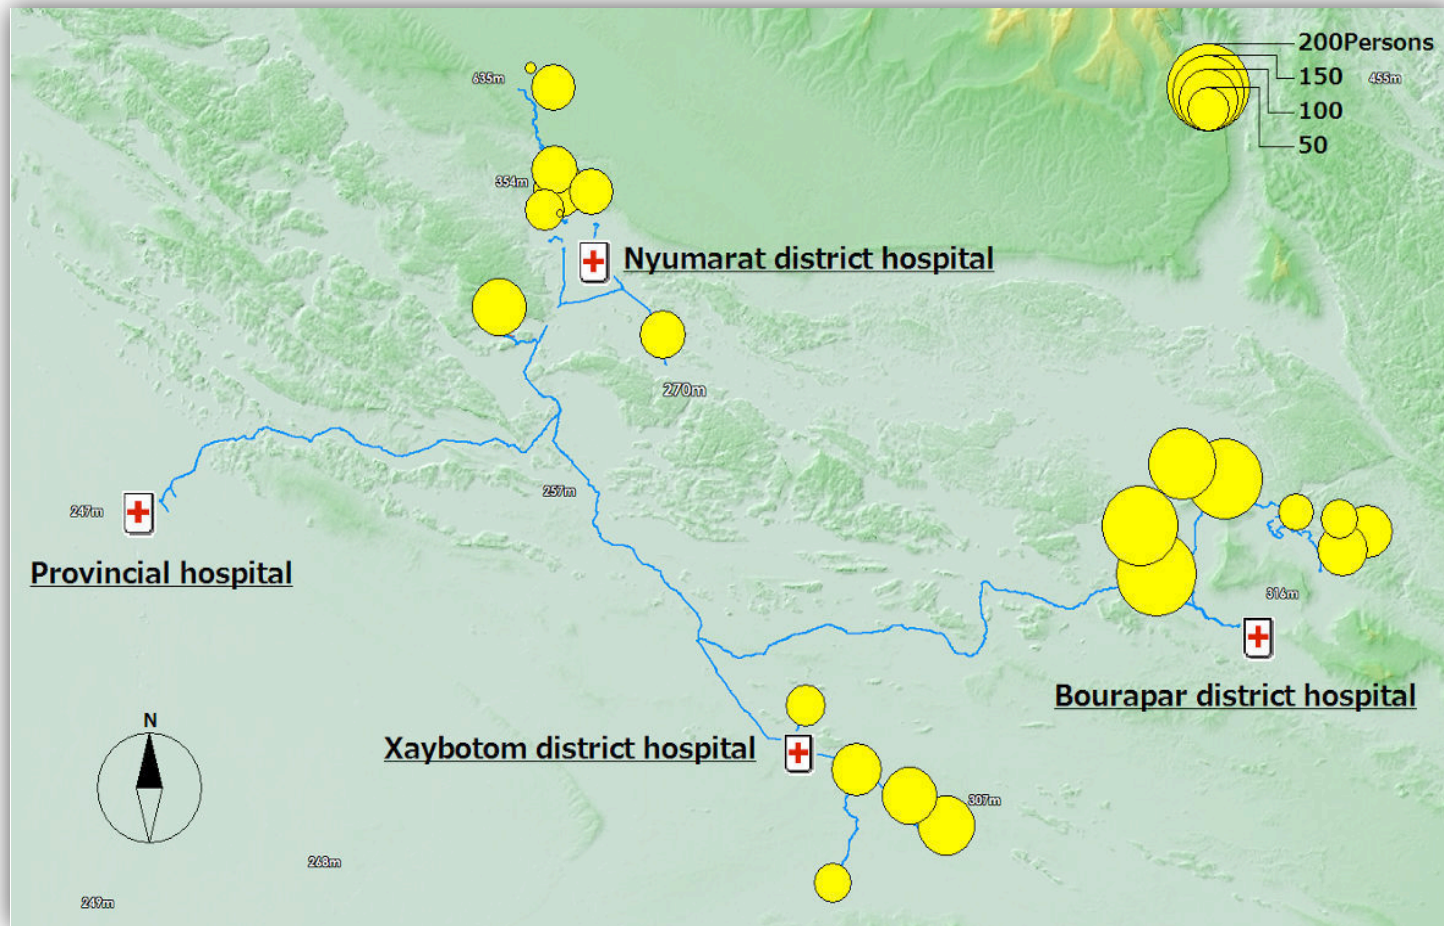 200Persons
150
455m
100
50
635m
354m
Nyumarat district hospital
270m
257m
247m
Provincial hospital
316m
Bourapar district hospital
N
Xaybotom district hospital
307m
268m
249m